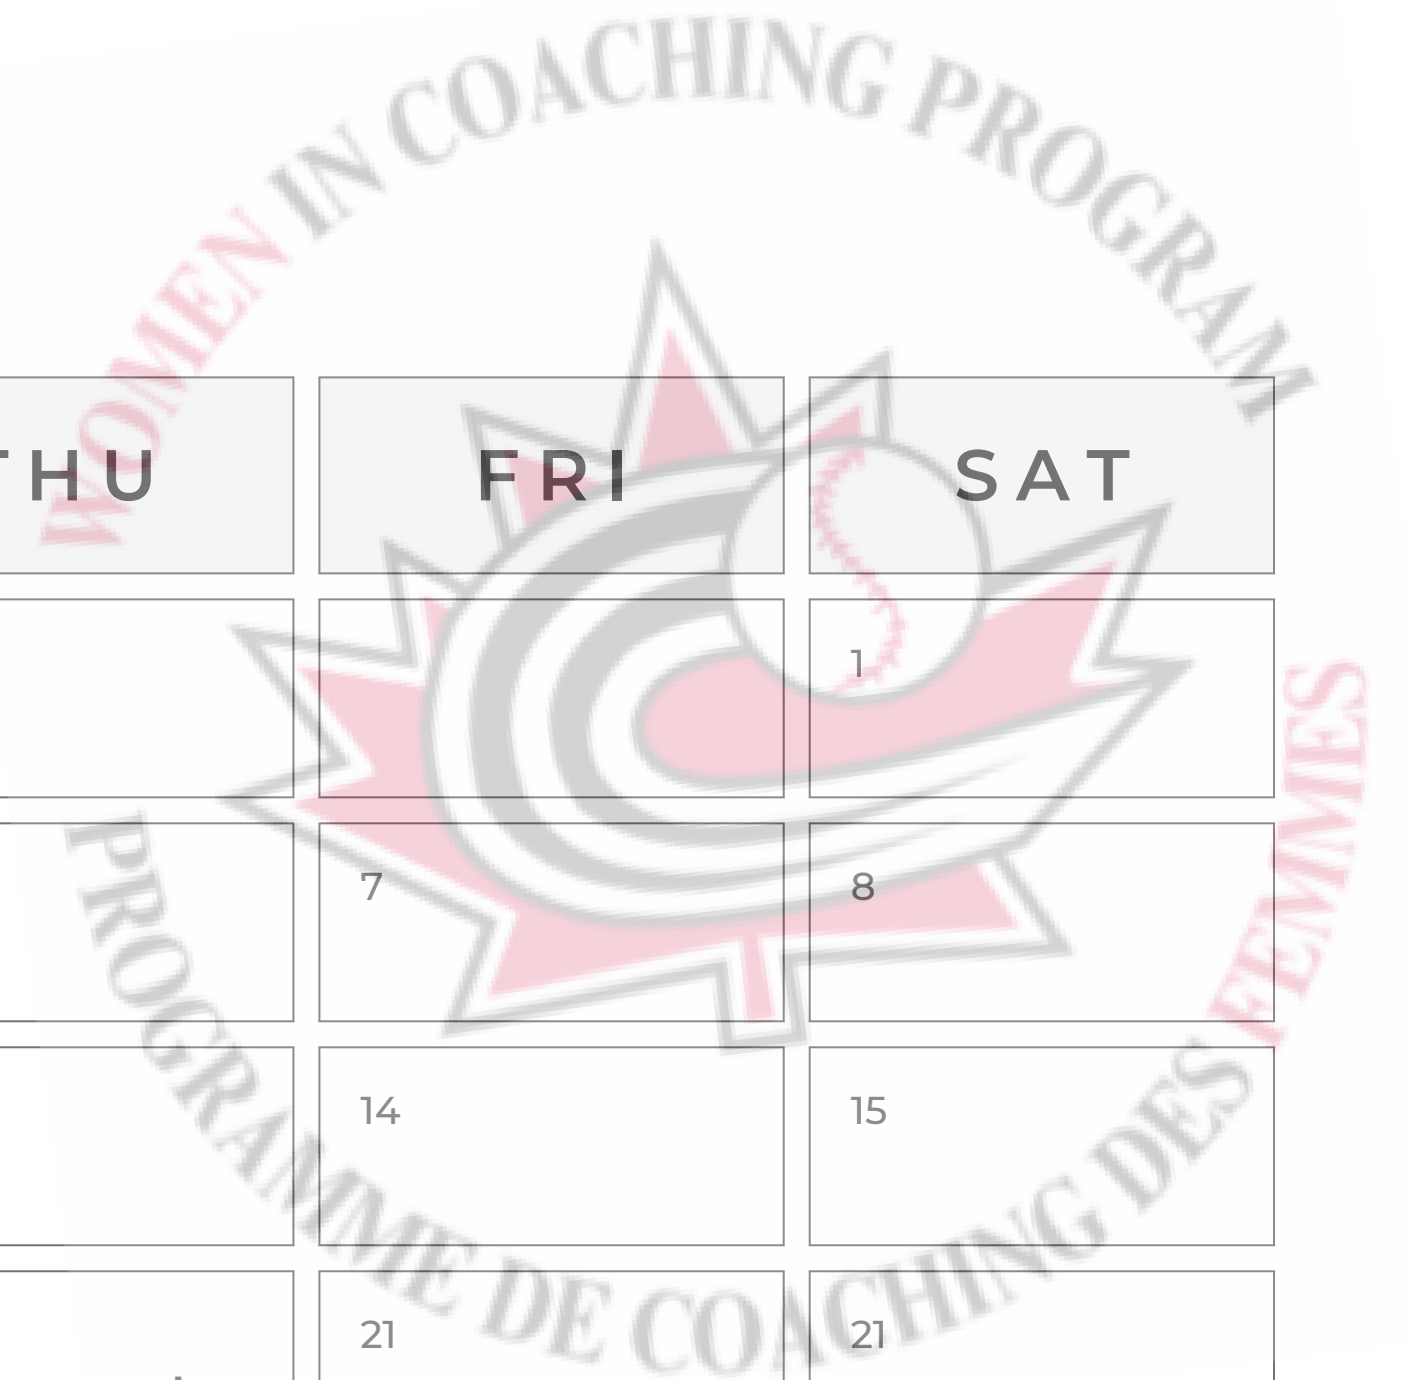 WOMEN IN COACHING PROGRAM
THU FRI SAT
1
7 8
14 15
21 21
PROGRAMME DE COACHING DES FEMMES